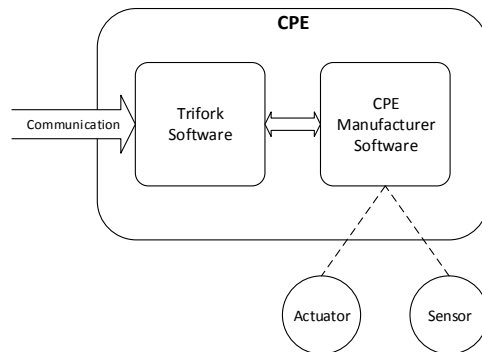 CPE
Communication
Trifork
Software
CPE
Manufacturer
Software
Actuator
Sensor